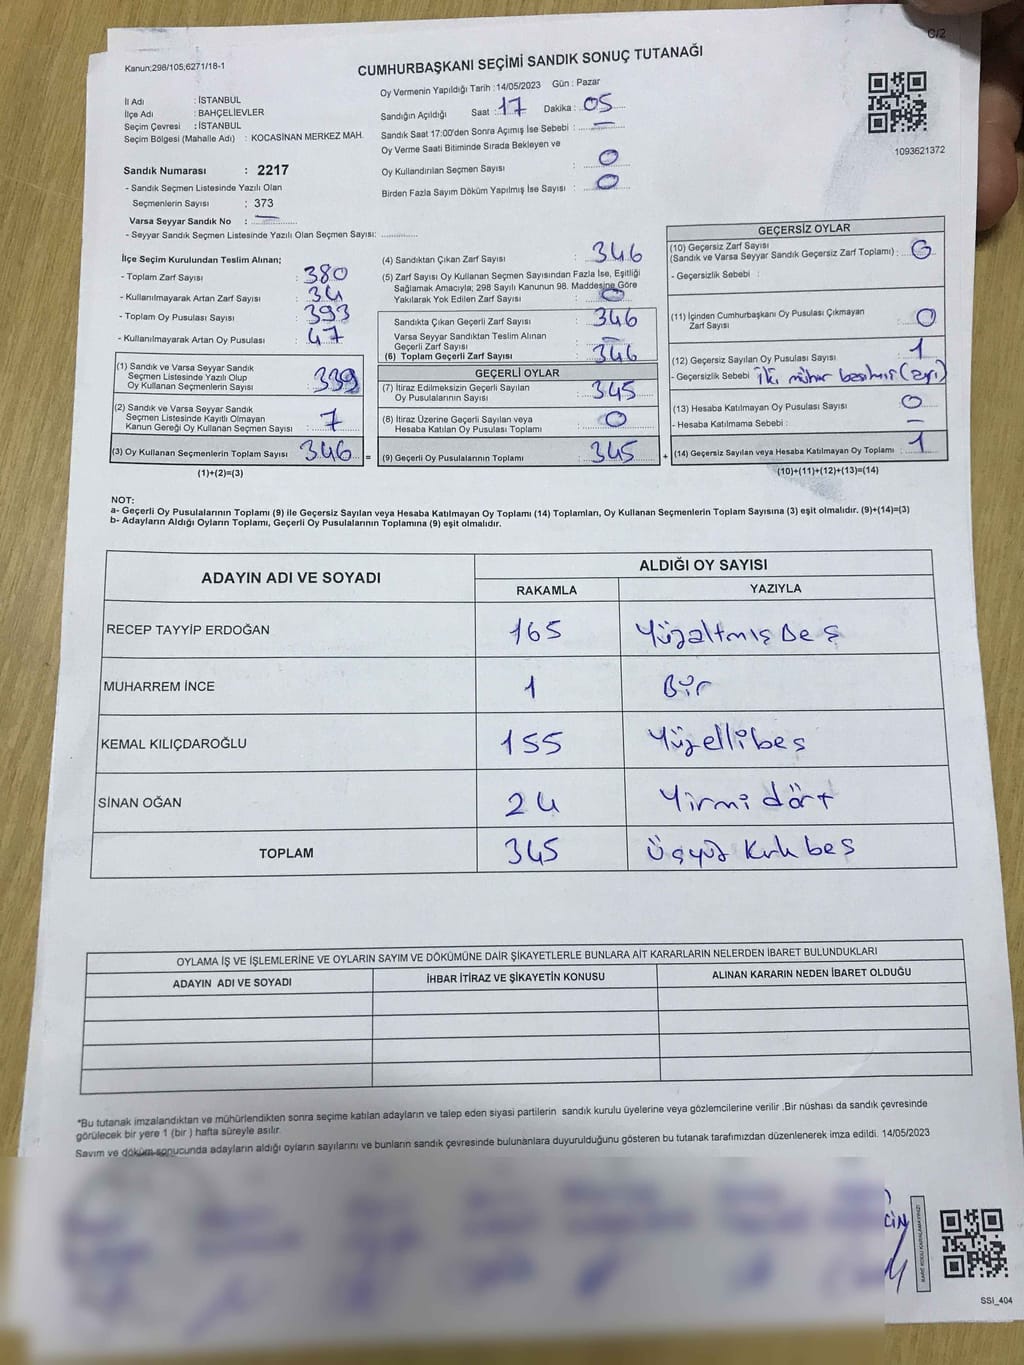 C/2
Kanun;298/105,6271/18-1
CUMHURBAŞKANI SEÇİMİ SANDIK SONUÇ TUTANAĞI
İl Adı : İSTANBUL
İlçe Adı : BAHÇELİEVLER
Seçim Çevresi : İSTANBUL
Seçim Bölgesi (Mahalle Adı) : KOCASİNAN MERKEZ MAH.
Oy Vermenin Yapıldığı Tarih : 14/05/2023 Gün : Pazar
Sandığın Açıldığı Saat : 17 Dakika : 05
Sandık Saat 17:00'den Sonra Açımış İse Sebebi : —
Oy Verme Saati Bitiminde Sırada Bekleyen ve
Oy Kullandırılan Seçmen Sayısı : 0
Birden Fazla Sayım Döküm Yapılmış İse Sayısı : 0
1093621372
Sandık Numarası : 2217
- Sandık Seçmen Listesinde Yazılı Olan
Seçmenlerin Sayısı : 373
Varsa Seyyar Sandık No : —
- Seyyar Sandık Seçmen Listesinde Yazılı Olan Seçmen Sayısı: ............
İlçe Seçim Kurulundan Teslim Alınan;
- Toplam Zarf Sayısı : 380
- Kullanılmayarak Artan Zarf Sayısı : 34
- Toplam Oy Pusulası Sayısı : 393
- Kullanılmayarak Artan Oy Pusulası : 47
(1) Sandık ve Varsa Seyyar Sandık
Seçmen Listesinde Yazılı Olup
Oy Kullanan Seçmenlerin Sayısı : 339
(2) Sandık ve Varsa Seyyar Sandık
Seçmen Listesinde Kayıtlı Olmayan
Kanun Gereği Oy Kullanan Seçmen Sayısı : 7
(3) Oy Kullanan Seçmenlerin Toplam Sayısı : 346 =
(1)+(2)=(3)
(4) Sandıktan Çıkan Zarf Sayısı : 346
(5) Zarf Sayısı Oy Kullanan Seçmen Sayısından Fazla İse, Eşitliği
Sağlamak Amacıyla; 298 Sayılı Kanunun 98. Maddesine Göre
Yakılarak Yok Edilen Zarf Sayısı : 0
Sandıkta Çıkan Geçerli Zarf Sayısı : 346
Varsa Seyyar Sandıktan Teslim Alınan
Geçerli Zarf Sayısı : —
(6) Toplam Geçerli Zarf Sayısı : 346
GEÇERLİ OYLAR
(7) İtiraz Edilmeksizin Geçerli Sayılan
Oy Pusulalarının Sayısı : 345
(8) İtiraz Üzerine Geçerli Sayılan veya
Hesaba Katılan Oy Pusulası Toplamı : 0
(9) Geçerli Oy Pusulalarının Toplamı : 345 +
GEÇERSİZ OYLAR
(10) Geçersiz Zarf Sayısı
(Sandık ve Varsa Seyyar Sandık Geçersiz Zarf Toplamı) : 0
- Geçersizlik Sebebi :
(11) İçinden Cumhurbaşkanı Oy Pusulası Çıkmayan
Zarf Sayısı : 0
(12) Geçersiz Sayılan Oy Pusulası Sayısı : 1
- Geçersizlik Sebebi iki mühür basılmış
(13) Hesaba Katılmayan Oy Pusulası Sayısı : 0
- Hesaba Katılmama Sebebi : —
(14) Geçersiz Sayılan veya Hesaba Katılmayan Oy Toplamı : 1
(10)+(11)+(12)+(13)=(14)
NOT:
a- Geçerli Oy Pusulalarının Toplamı (9) ile Geçersiz Sayılan veya Hesaba Katılmayan Oy Toplamı (14) Toplamları, Oy Kullanan Seçmenlerin Toplam Sayısına (3) eşit olmalıdır. (9)+(14)=(3)
b- Adayların Aldığı Oyların Toplamı, Geçerli Oy Pusulalarının Toplamına (9) eşit olmalıdır.
ADAYIN ADI VE SOYADI ALDIĞI OY SAYISI
RAKAMLA YAZIYLA
RECEP TAYYİP ERDOĞAN 165 Yüzaltmış Beş
MUHARREM İNCE 1 Bir
KEMAL KILIÇDAROĞLU 155 Yüzellibeş
SİNAN OĞAN 24 Yirmi dört
TOPLAM 345 Üçyüz Kırk beş
OYLAMA İŞ VE İŞLEMLERİNE VE OYLARIN SAYIM VE DÖKÜMÜNE DAİR ŞİKAYETLERLE BUNLARA AİT KARARLARIN NELERDEN İBARET BULUNDUKLARI
ADAYIN ADI VE SOYADI İHBAR İTİRAZ VE ŞİKAYETİN KONUSU ALINAN KARARIN NEDEN İBARET OLDUĞU
*Bu tutanak imzalandıktan ve mühürlendikten sonra seçime katılan adayların ve talep eden siyasi partilerin sandık kurulu üyelerine veya gözlemcilerine verilir .Bir nüshası da sandık çevresinde
görülecek bir yere 1 (bir ) hafta süreyle asılır.
Sayım ve döküm sonucunda adayların aldığı oyların sayılarını ve bunların sandık çevresinde bulunanlara duyurulduğunu gösteren bu tutanak tarafımızdan düzenlenerek imza edildi. 14/05/2023
KARE KODU KARALAMAYINIZ!
SSI_404